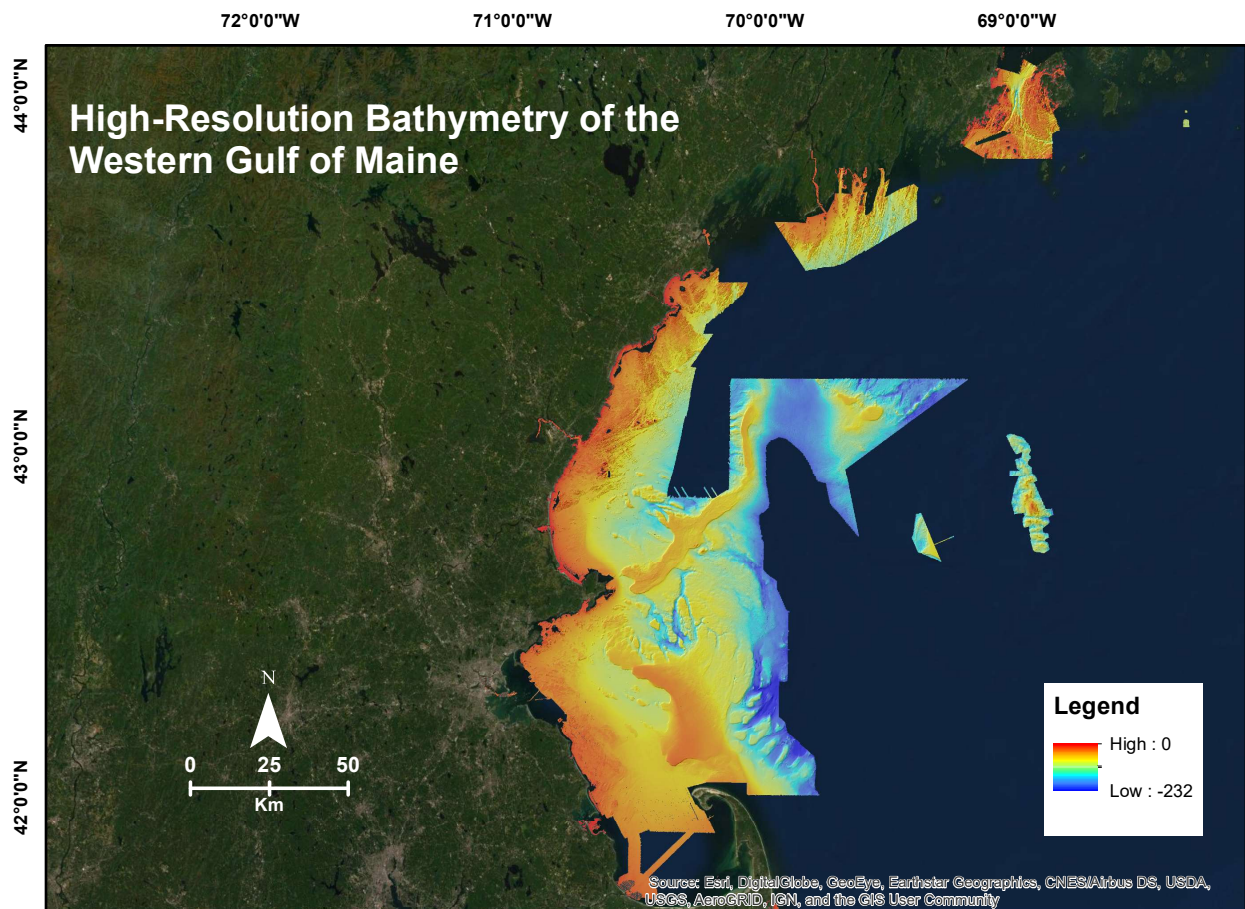 72°0'0"W
71°0'0"W
70°0'0"W
69°0'0"W
44°0'0"N
43°0'0"N
42°0'0"N
High-Resolution Bathymetry of the
Western Gulf of Maine
N
0 25 50
Km
Legend
High : 0
Low : -232
Source: Esri, DigitalGlobe, GeoEye, Earthstar Geographics, CNES/Airbus DS, USDA,
USGS, AeroGRID, IGN, and the GIS User Community